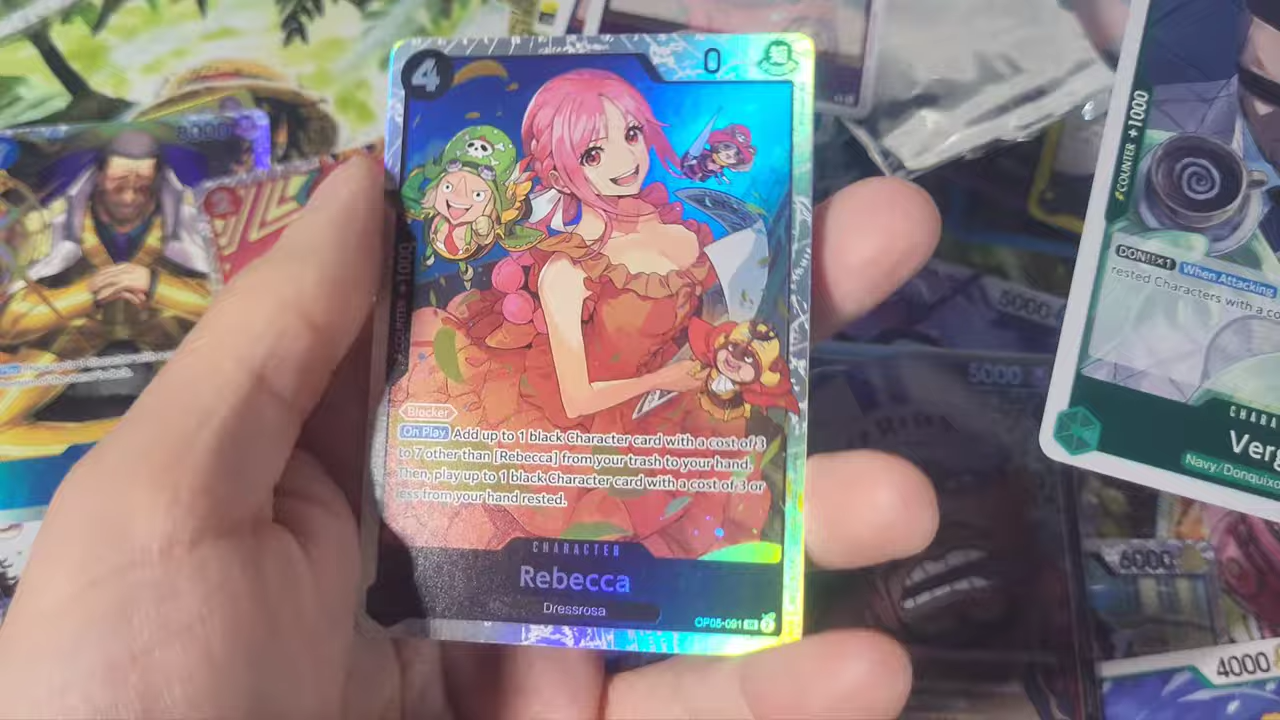 4
0
COUNTER +1000
Blocker
On Play Add up to 1 black Character card with a cost of 3
to 7 other than [Rebecca] from your trash to your hand.
Then, play up to 1 black Character card with a cost of 3 or
less from your hand rested.
CHARACTER
Rebecca
Dressrosa
OP05-091 SR
8000
5000
5000
6000
4000
COUNTER +1000
DON!!×1 When Attacking
rested Characters with a co
CHARA
Verg
Navy/Donquixo